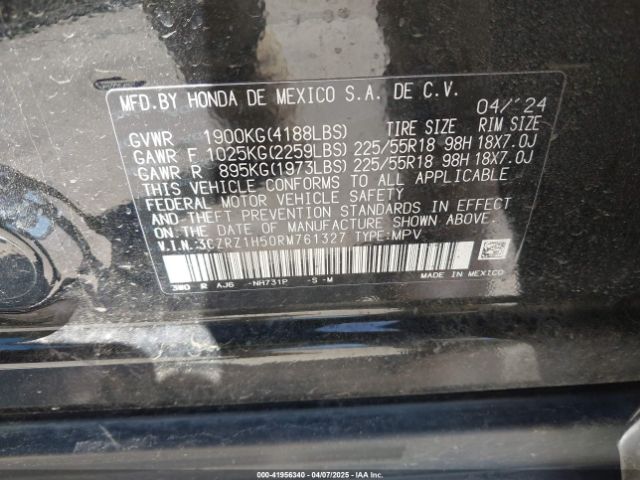 MFD.BY HONDA DE MEXICO S.A. DE C.V.
04/'24
GVWR 1900KG(4188LBS) TIRE SIZE RIM SIZE
GAWR F 1025KG(2259LBS) 225/55R18 98H 18X7.0J
GAWR R 895KG(1973LBS) 225/55R18 98H 18X7.0J
THIS VEHICLE CONFORMS TO ALL APPLICABLE
FEDERAL MOTOR VEHICLE SAFETY
AND THEFT PREVENTION STANDARDS IN EFFECT
ON THE DATE OF MANUFACTURE SHOWN ABOVE.
V.I.N.:3CZRZ1H50RM761327 TYPE:MPV
3W0 R AJ6 -NH731P -S -M MADE IN MEXICO
000-41956340 - 04/07/2025 - IAAI.COM